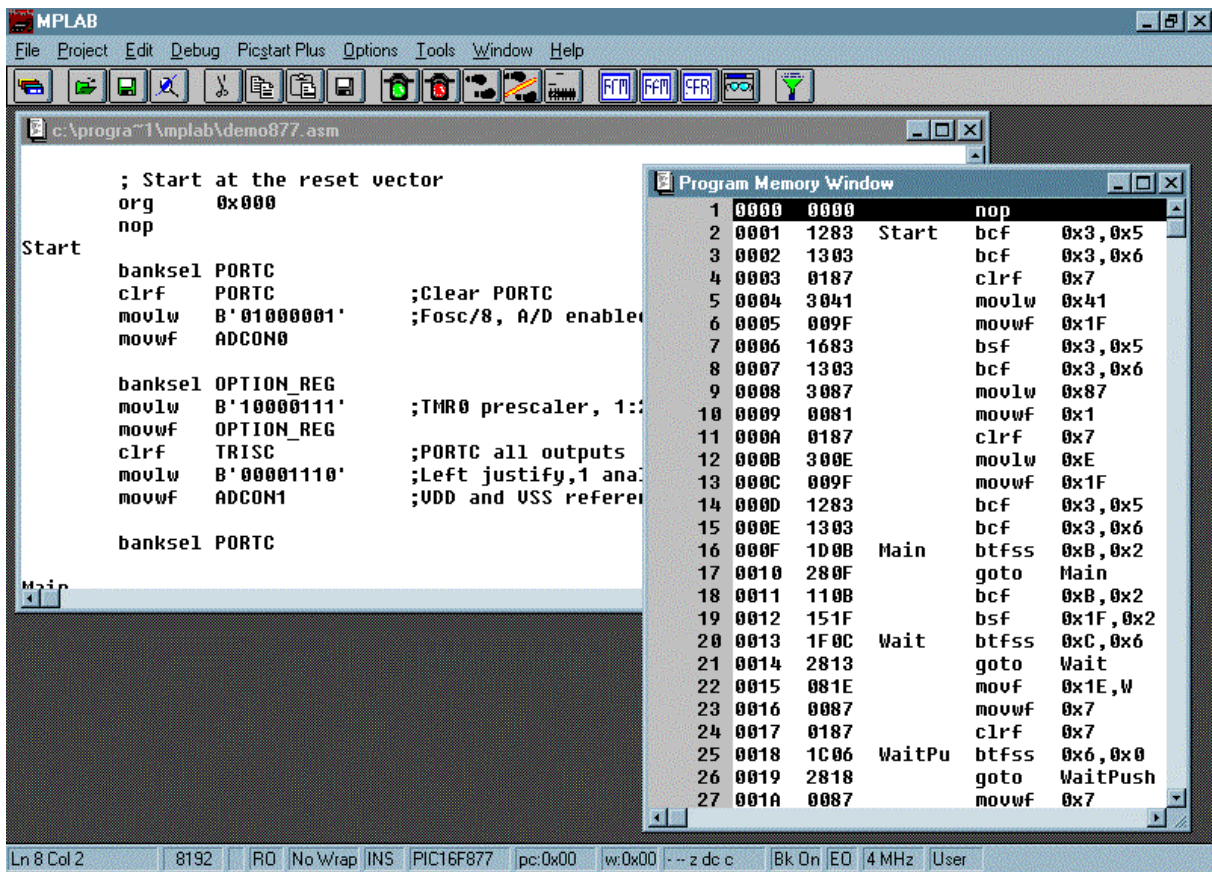 MPLAB
File Project Edit Debug Picstart Plus Options Tools Window Help
c:\progra~1\mplab\demo877.asm
; Start at the reset vector
org 0x000
nop
Start
banksel PORTC
clrf PORTC ;Clear PORTC
movlw B'01000001' ;Fosc/8, A/D enabled
movwf ADCON0
banksel OPTION_REG
movlw B'10000111' ;TMR0 prescaler, 1:2
movwf OPTION_REG
clrf TRISC ;PORTC all outputs
movlw B'00001110' ;Left justify,1 ana
movwf ADCON1 ;VDD and VSS refere
banksel PORTC
Main
Program Memory Window
1 0000 0000 nop
2 0001 1283 Start bcf 0x3,0x5
3 0002 1303 bcf 0x3,0x6
4 0003 0187 clrf 0x7
5 0004 3041 movlw 0x41
6 0005 009F movwf 0x1F
7 0006 1683 bsf 0x3,0x5
8 0007 1303 bcf 0x3,0x6
9 0008 3087 movlw 0x87
10 0009 0081 movwf 0x1
11 000A 0187 clrf 0x7
12 000B 300E movlw 0xE
13 000C 009F movwf 0x1F
14 000D 1283 bcf 0x3,0x5
15 000E 1303 bcf 0x3,0x6
16 000F 1D0B Main btfss 0xB,0x2
17 0010 280F goto Main
18 0011 110B bcf 0xB,0x2
19 0012 151F bsf 0x1F,0x2
20 0013 1F0C Wait btfss 0xC,0x6
21 0014 2813 goto Wait
22 0015 081E movf 0x1E,W
23 0016 0087 movwf 0x7
24 0017 0187 clrf 0x7
25 0018 1C06 WaitPu btfss 0x6,0x0
26 0019 2818 goto WaitPush
27 001A 0087 movwf 0x7
Ln 8 Col 2 8192 RO No Wrap INS PIC16F877 pc:0x00 w:0x00 - -- z dc c Bk On EO 4 MHz User